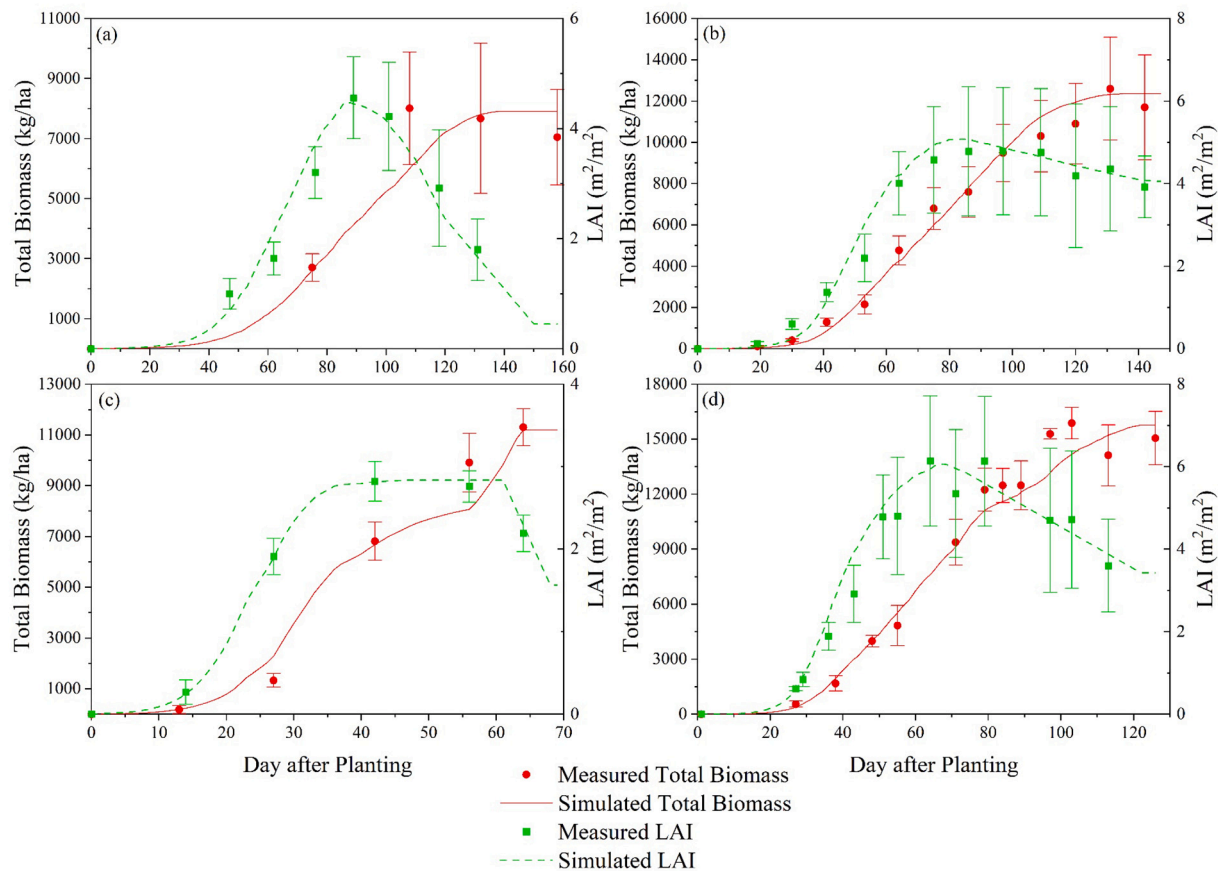 (a)
Total Biomass (kg/ha)
11000
9000
7000
5000
3000
1000
6
4
2
0
LAI (m²/m²)
0 20 40 60 80 100 120 140 160
(b)
Total Biomass (kg/ha)
16000
14000
12000
10000
8000
6000
4000
2000
0
8
6
4
2
0
LAI (m²/m²)
0 20 40 60 80 100 120 140
(c)
Total Biomass (kg/ha)
13000
11000
9000
7000
5000
3000
1000
4
2
0
LAI (m²/m²)
0 10 20 30 40 50 60 70
Day after Planting
(d)
Total Biomass (kg/ha)
18000
15000
12000
9000
6000
3000
0
8
6
4
2
0
LAI (m²/m²)
0 20 40 60 80 100 120
Day after Planting
Measured Total Biomass
Simulated Total Biomass
Measured LAI
Simulated LAI